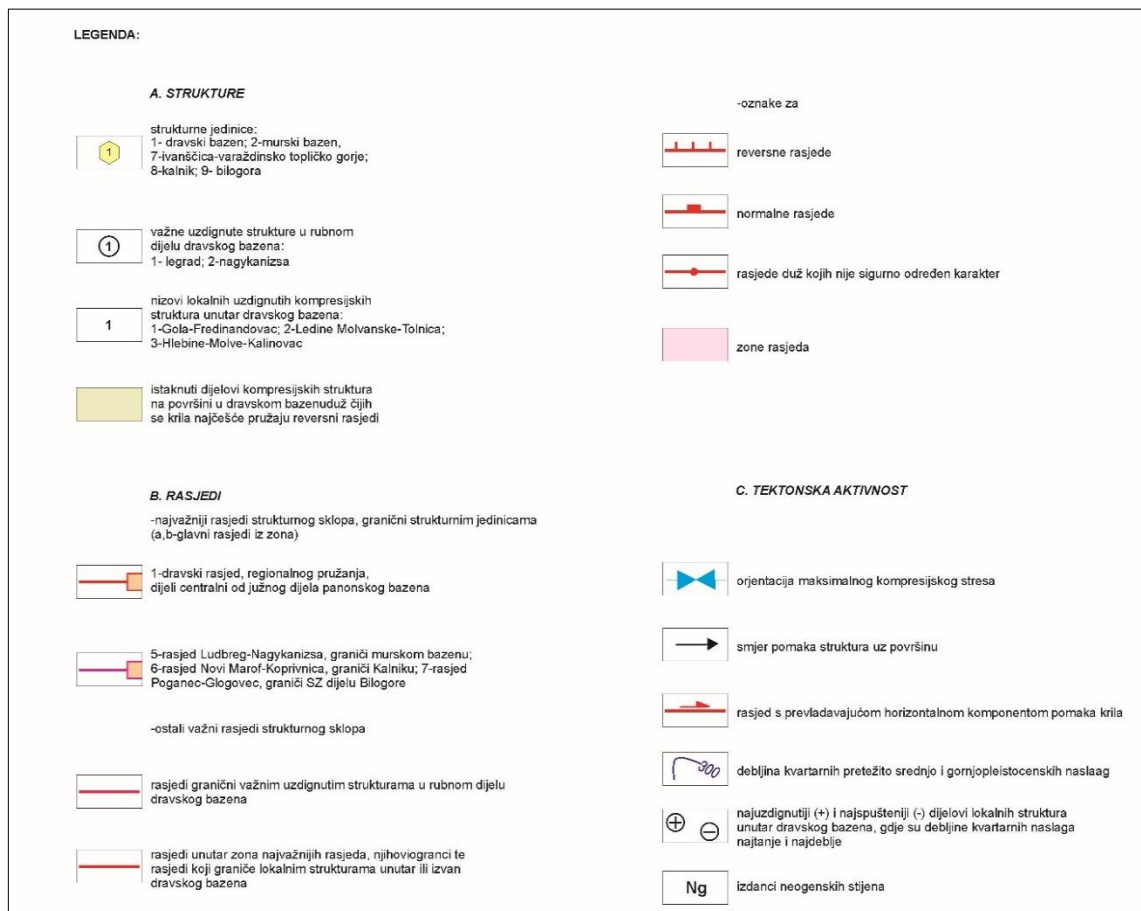 LEGENDA:
A. STRUKTURE
1
strukturne jedinice:
1- dravski bazen; 2-murski bazen,
7-ivanščica-varaždinsko topličko gorje;
8-kalnik; 9- bilogora
1
važne uzdignute strukture u rubnom
dijelu dravskog bazena:
1- legrad; 2-nagykanizsa
1
nizovi lokalnih uzdignutih kompresijskih
struktura unutar dravskog bazena:
1-Gola-Fredinandovac; 2-Ledine Molvanske-Tolnica;
3-Hlebine-Molve-Kalinovac
istaknuti dijelovi kompresijskih struktura
na površini u dravskom bazenuduž čijih
se krila najčešće pružaju reversni rasjedi
B. RASJEDI
-najvažniji rasjedi strukturnog sklopa, granični strukturnim jedinicama
(a,b-glavni rasjedi iz zona)
1-dravski rasjed, regionalnog pružanja,
dijeli centralni od južnog dijela panonskog bazena
5-rasjed Ludbreg-Nagykanizsa, graniči murskom bazenu;
6-rasjed Novi Marof-Koprivnica, graniči Kalniku; 7-rasjed
Poganec-Glogovec, graniči SZ dijelu Bilogore
-ostali važni rasjedi strukturnog sklopa
rasjedi granični važnim uzdignutim strukturama u rubnom dijelu
dravskog bazena
rasjedi unutar zona najvažnijih rasjeda, njihoviogranci te
rasjedi koji graniče lokalnim strukturama unutar ili izvan
dravskog bazena
-oznake za
reversne rasjede
normalne rasjede
rasjede duž kojih nije sigurno određen karakter
zone rasjeda
C. TEKTONSKA AKTIVNOST
orjentacija maksimalnog kompresijskog stresa
smjer pomaka struktura uz površinu
rasjed s prevladavajućom horizontalnom komponentom pomaka krila
300
debljina kvartarnih pretežito srednjo i gornjopleistocenskih naslaag
+ -
najuzdignutiji (+) i najspušteniji (-) dijelovi lokalnih struktura
unutar dravskog bazena, gdje su debljine kvartarnih naslaga
najtanje i najdeblje
Ng
izdanci neogenskih stijena